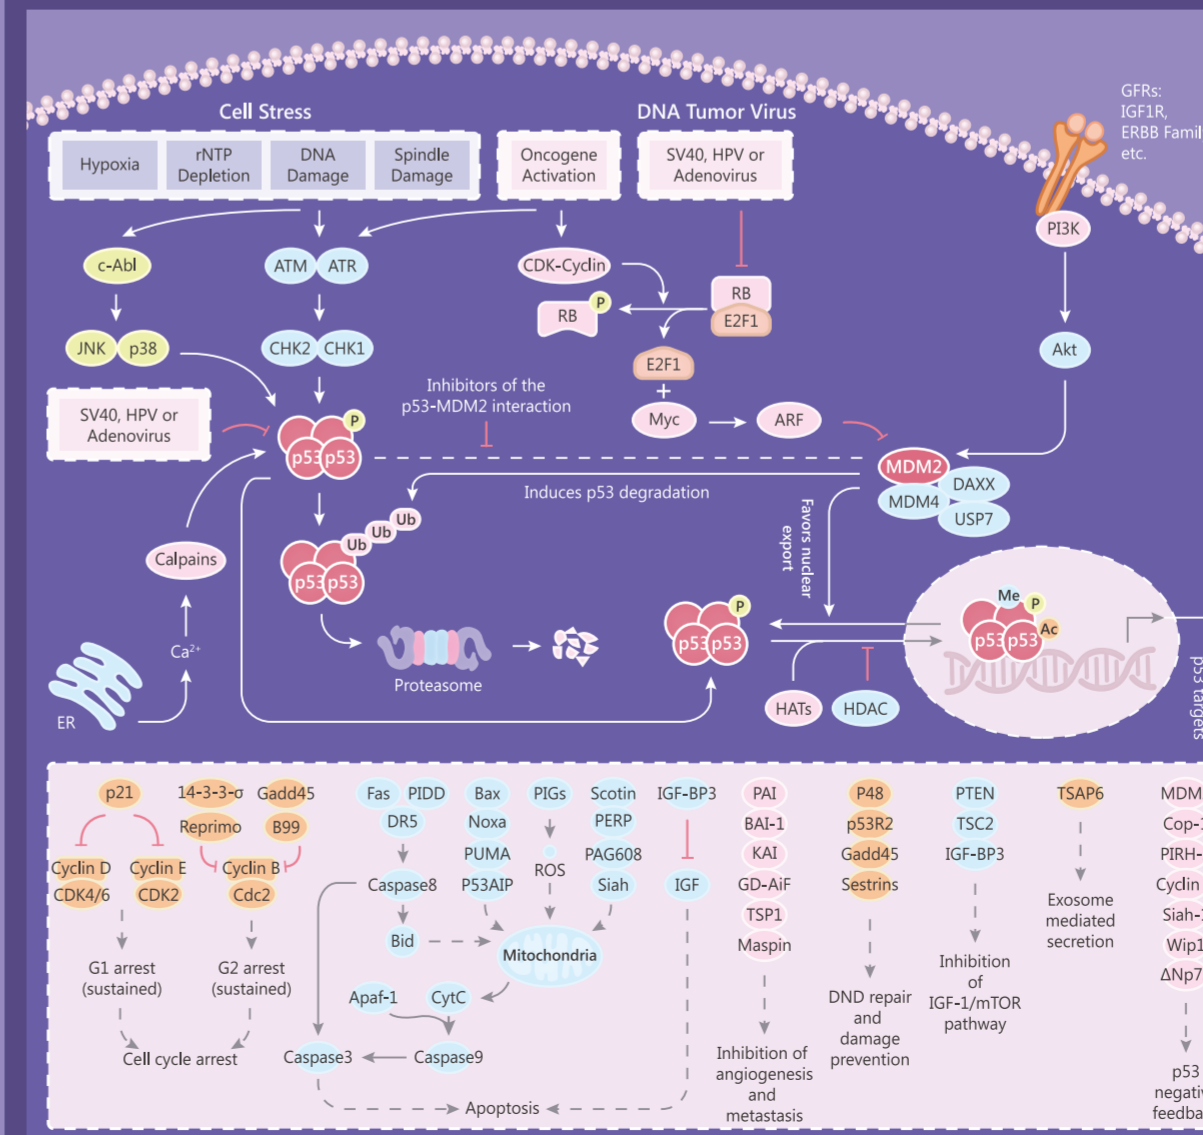 GFRs:
IGF1R,
ERBB Famil
etc.
Cell Stress
DNA Tumor Virus
Hypoxia
rNTP
Depletion
DNA
Damage
Spindle
Damage
Oncogene
Activation
SV40, HPV or
Adenovirus
PI3K
c-Abl
ATM
ATR
CDK-Cyclin
RB
E2F1
RB
P
JNK
p38
CHK2
CHK1
E2F1
+
Myc
ARF
Akt
Inhibitors of the
p53-MDM2 interaction
SV40, HPV or
Adenovirus
P
p53
p53
MDM2
MDM4
DAXX
USP7
Induces p53 degradation
Favors nuclear
export
Ub
Ub
Ub
p53
p53
Calpains
Ca2+
ER
Proteasome
P
p53
p53
HATs
HDAC
Me
P
Ac
p53
p53
p53 targets
p21
Cyclin D
CDK4/6
Cyclin E
CDK2
G1 arrest
(sustained)
14-3-3-σ
Reprimo
Gadd45
B99
Cyclin B
Cdc2
G2 arrest
(sustained)
Cell cycle arrest
Fas
PIDD
DR5
Caspase8
Bid
Bax
Noxa
PUMA
P53AIP
PIGs
ROS
Scotin
PERP
PAG608
Siah
Mitochondria
Apaf-1
CytC
Caspase3
Caspase9
IGF-BP3
IGF
Apoptosis
PAI
BAI-1
KAI
GD-AiF
TSP1
Maspin
Inhibition of
angiogenesis
and
metastasis
P48
p53R2
Gadd45
Sestrins
DND repair
and
damage
prevention
PTEN
TSC2
IGF-BP3
Inhibition
of
IGF-1/mTOR
pathway
TSAP6
Exosome
mediated
secretion
MDM
Cop-1
PIRH-
Cyclin
Siah-
Wip1
ΔNp7
p53
negativ
feedba